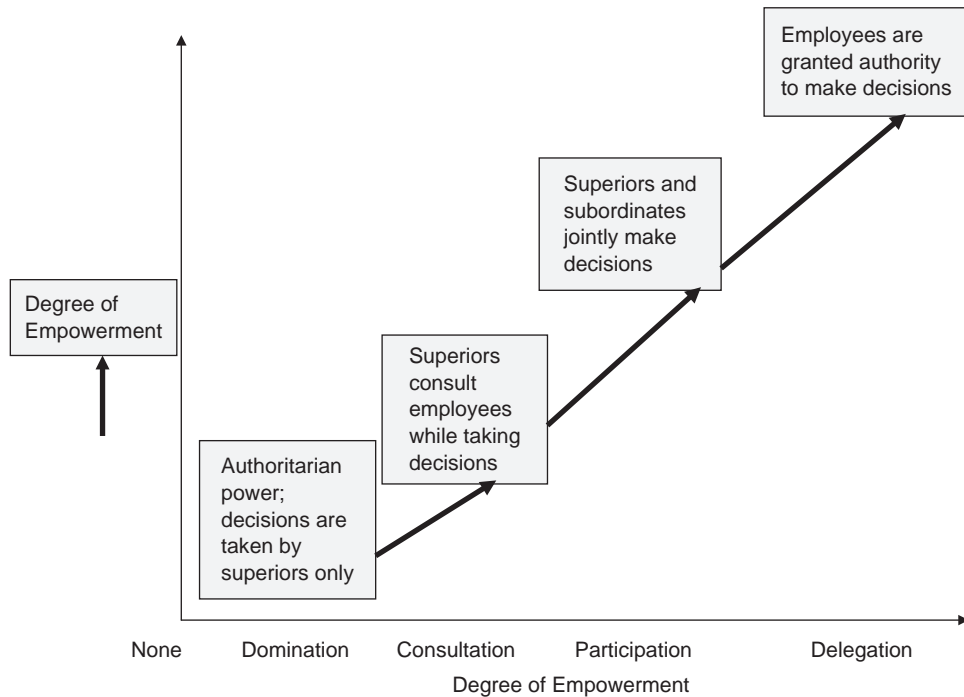 Employees are
granted authority
to make decisions
Superiors and
subordinates
jointly make
decisions
Degree of
Empowerment
Superiors
consult
employees
while taking
decisions
Authoritarian
power;
decisions are
taken by
superiors only
None
Domination
Consultation
Participation
Delegation
Degree of Empowerment